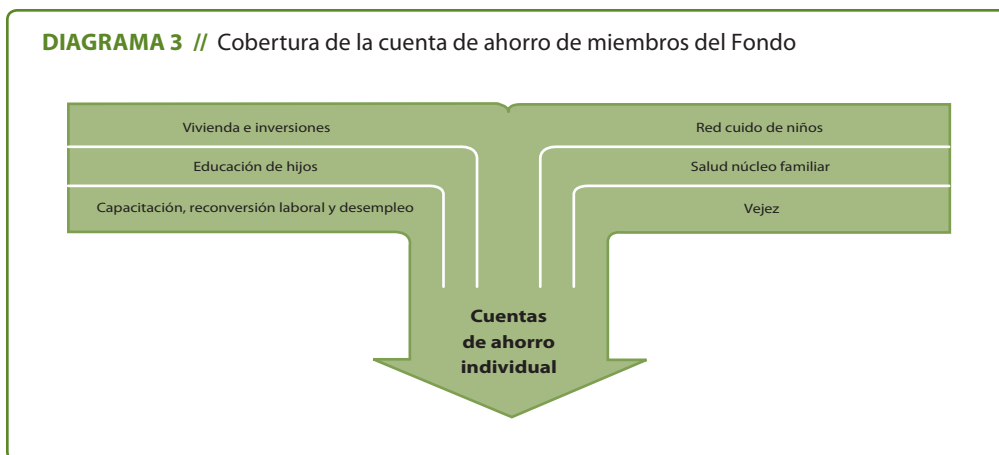 DIAGRAMA 3 // Cobertura de la cuenta de ahorro de miembros del Fondo
Vivienda e inversiones
Educación de hijos
Capacitación, reconversión laboral y desempleo
Red cuido de niños
Salud núcleo familiar
Vejez
Cuentas
de ahorro
individual